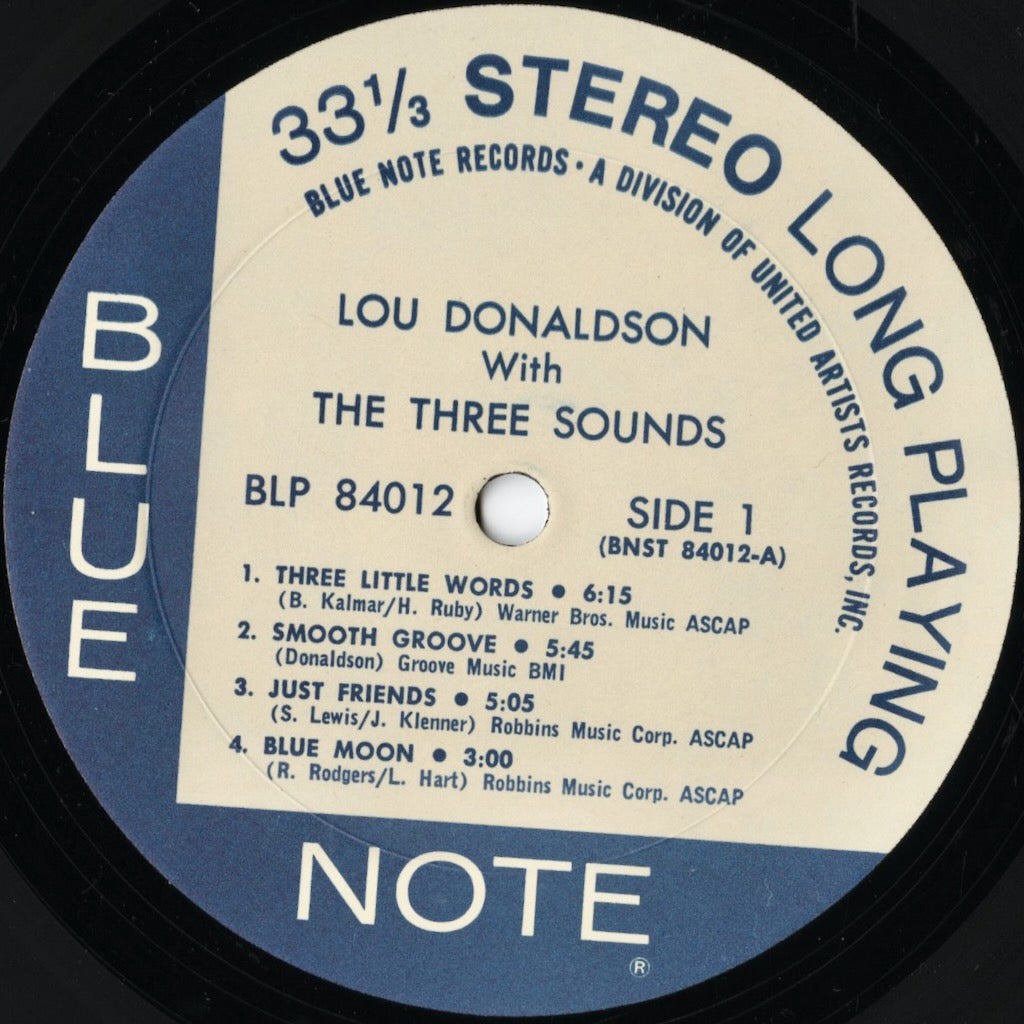 33⅓ STEREO LONG PLAYING
BLUE NOTE RECORDS · A DIVISION OF UNITED ARTISTS RECORDS, INC.
LOU DONALDSON
With
THE THREE SOUNDS
BLP 84012
SIDE 1
(BNST 84012-A)
1. THREE LITTLE WORDS • 6:15
(B. Kalmar/H. Ruby) Warner Bros. Music ASCAP
2. SMOOTH GROOVE • 5:45
(Donaldson) Groove Music BMI
3. JUST FRIENDS • 5:05
(S. Lewis/J. Klenner) Robbins Music Corp. ASCAP
4. BLUE MOON • 3:00
(R. Rodgers/L. Hart) Robbins Music Corp. ASCAP
BLUE
NOTE
®